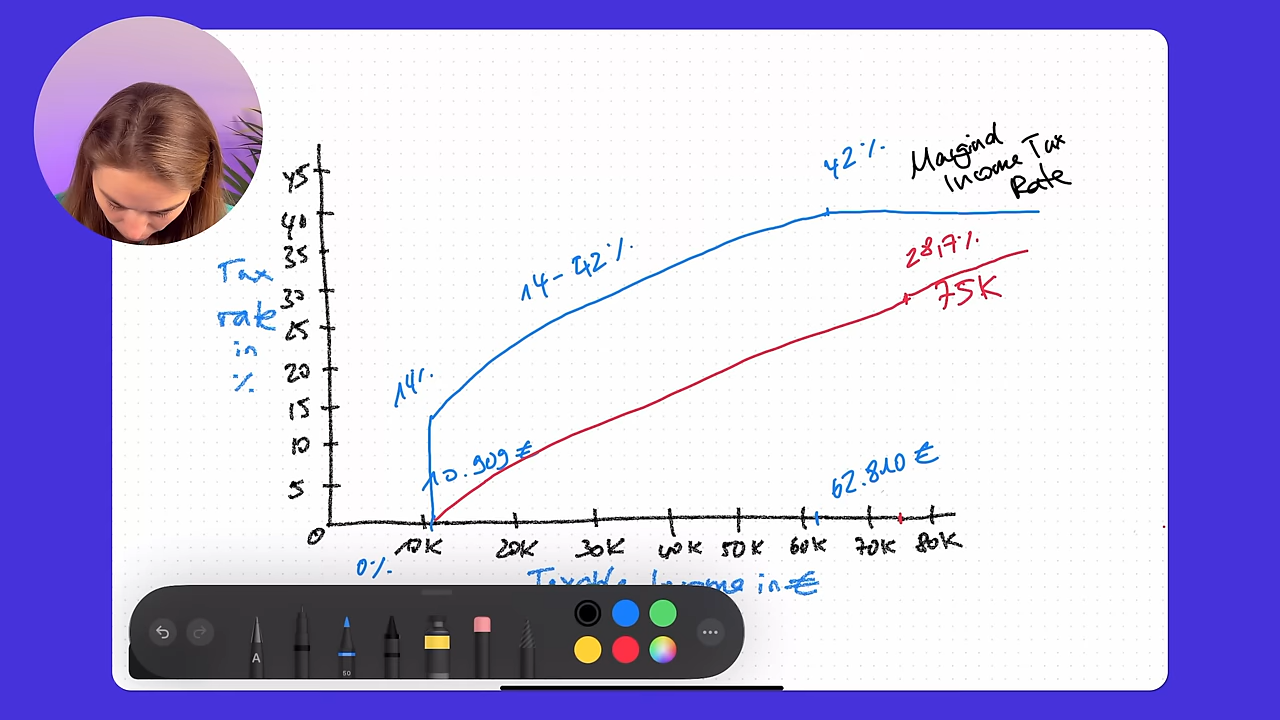 42%
Marginal
Income Tax
Rate
45
40
35
30
25
20
15
10
5
0
Tax
rate
in
%
14%
14-42%
28,7%
75K
10.909 €
62.810 €
10K 20K 30K 40K 50K 60K 70K 80K
0%
Taxable Income in €
A
50